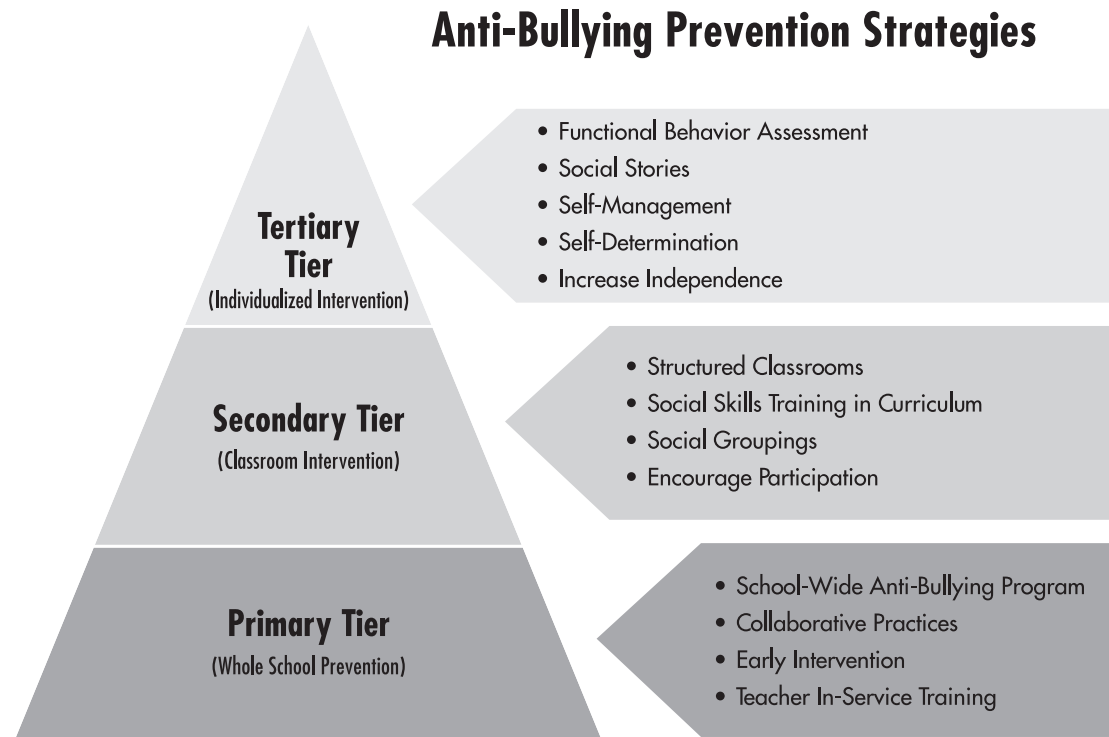 Anti-Bullying Prevention Strategies
Tertiary
Tier
(Individualized Intervention)
• Functional Behavior Assessment
• Social Stories
• Self-Management
• Self-Determination
• Increase Independence
Secondary Tier
(Classroom Intervention)
• Structured Classrooms
• Social Skills Training in Curriculum
• Social Groupings
• Encourage Participation
Primary Tier
(Whole School Prevention)
• School-Wide Anti-Bullying Program
• Collaborative Practices
• Early Intervention
• Teacher In-Service Training